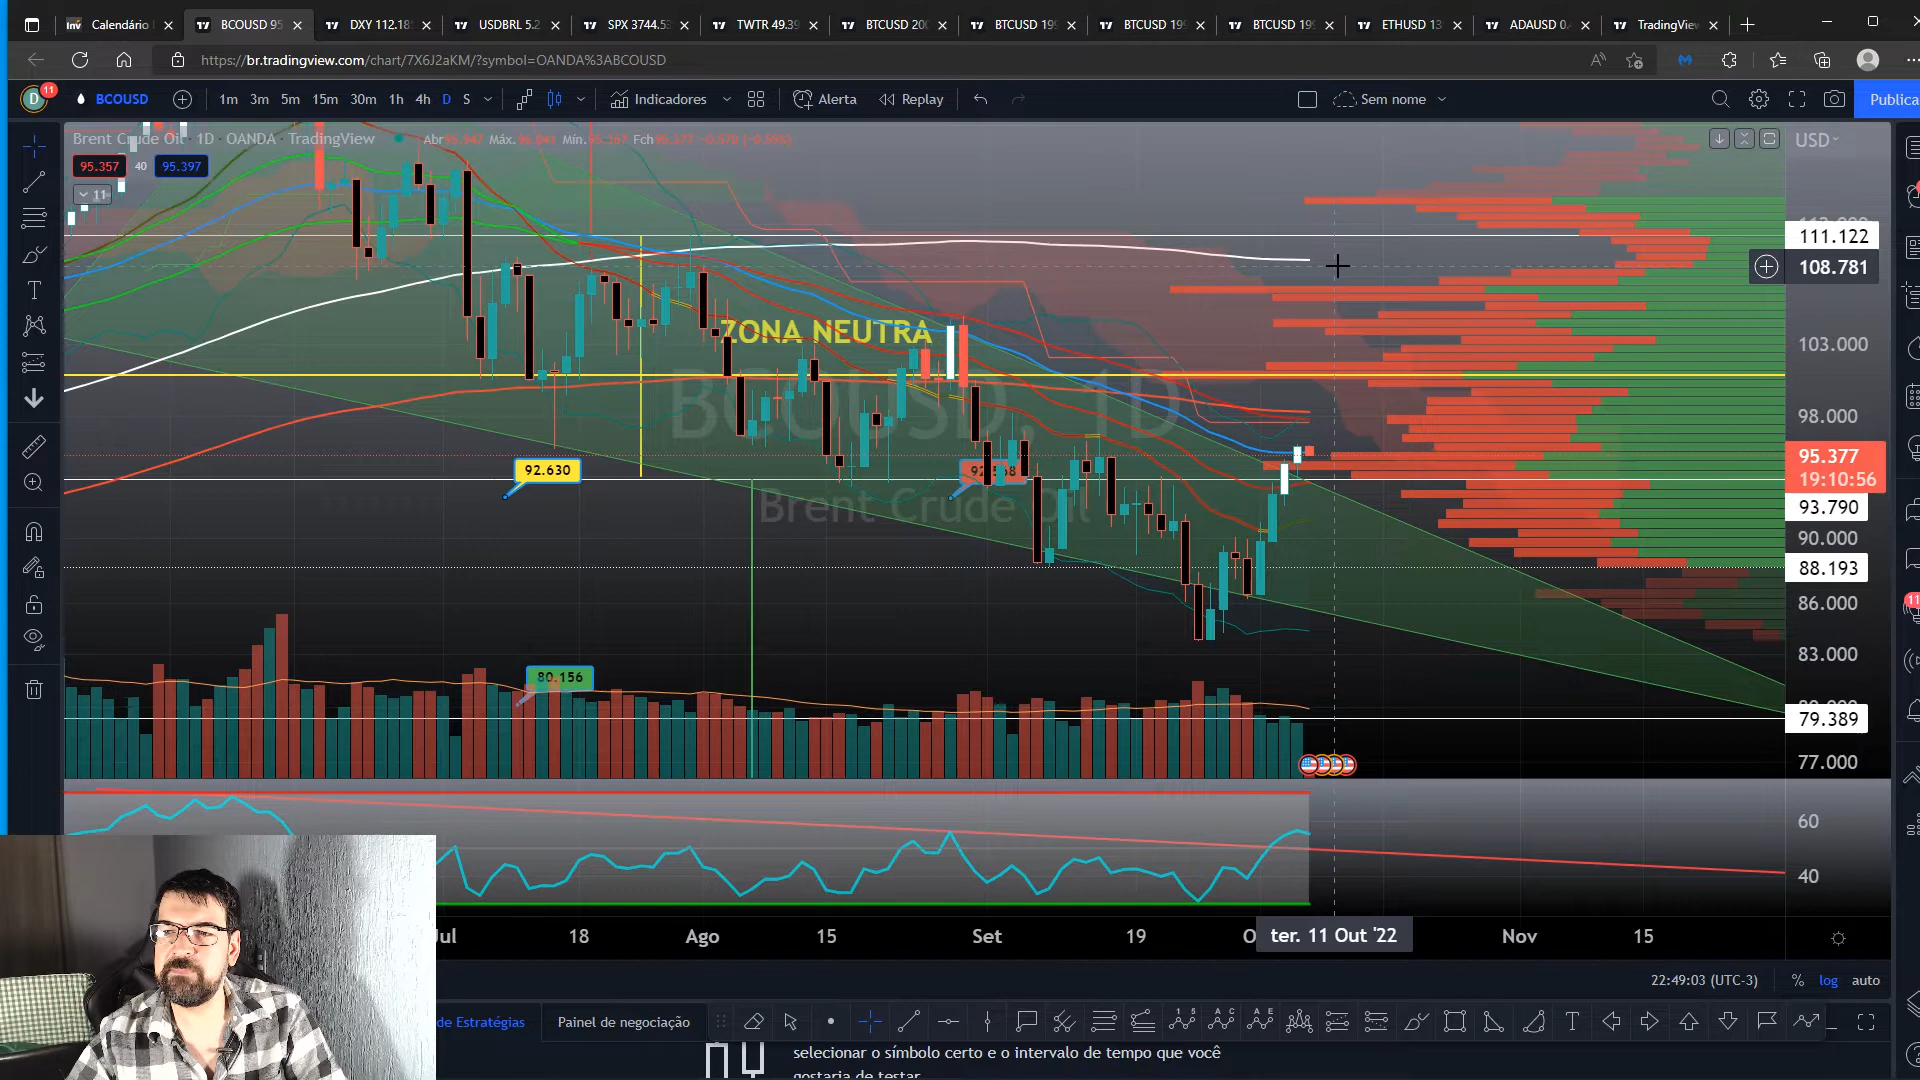 Calendário
BCOUSD 95
DXY 112.18
USDBRL 5.2
SPX 3744.5
TWTR 49.3
BTCUSD 20
BTCUSD 19
BTCUSD 19
BTCUSD 19
ETHUSD 13
ADAUSD 0.
TradingVie
https://br.tradingview.com/chart/7X6J2aKM/?symbol=OANDA%3ABCOUSD
D
11
BCOUSD
1m 3m 5m 15m 30m 1h 4h D S
Indicadores
Alerta
Replay
Sem nome
Publica
Brent Crude Oil · 1D · OANDA · TradingView
Abr Máx. Mín. Fch
USD
95.357 40 95.397
11
111.122
108.781
ZONA NEUTRA
103.000
BCOUSD, 1D
98.000
95.377
19:10:56
92.630
Brent Crude Oil
93.790
90.000
88.193
86.000
83.000
80.156
79.389
77.000
60
40
Jul 18 Ago 15 Set 19 ter. 11 Out '22 Nov 15
22:49:03 (UTC-3) % log auto
de Estratégias
Painel de negociação
selecionar o símbolo certo e o intervalo de tempo que você
gostaria de testar